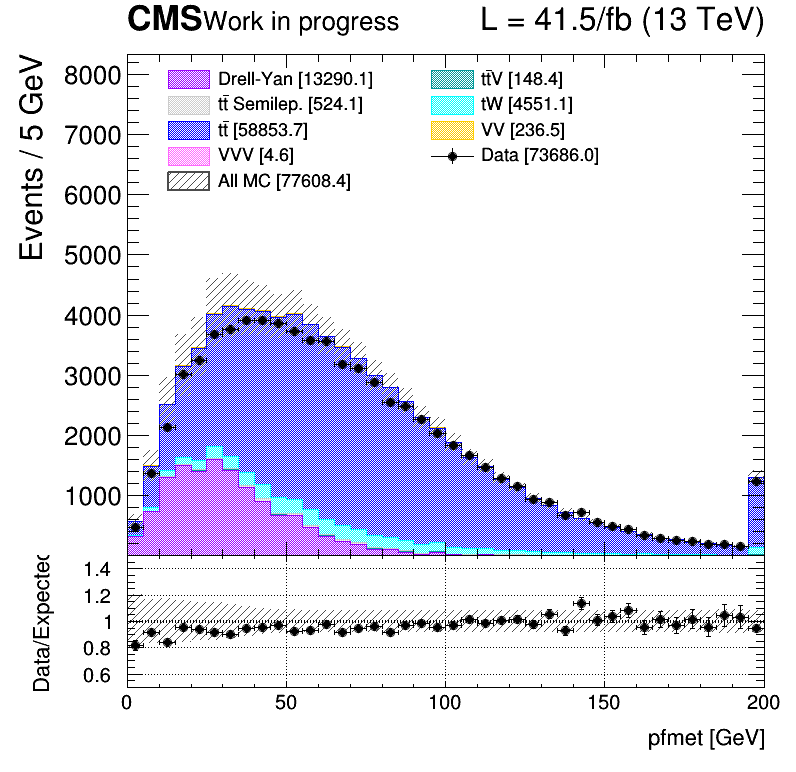 CMS Work in progress L = 41.5/fb (13 TeV)
Events / 5 GeV
8000
7000
6000
5000
4000
3000
2000
1000
Drell-Yan [13290.1]
tt̄ Semilep. [524.1]
tt̄ [58853.7]
VVV [4.6]
All MC [77608.4]
tt̄V [148.4]
tW [4551.1]
VV [236.5]
Data [73686.0]
Data/Expected
1.4
1.2
1
0.8
0.6
0 50 100 150 200
pfmet [GeV]